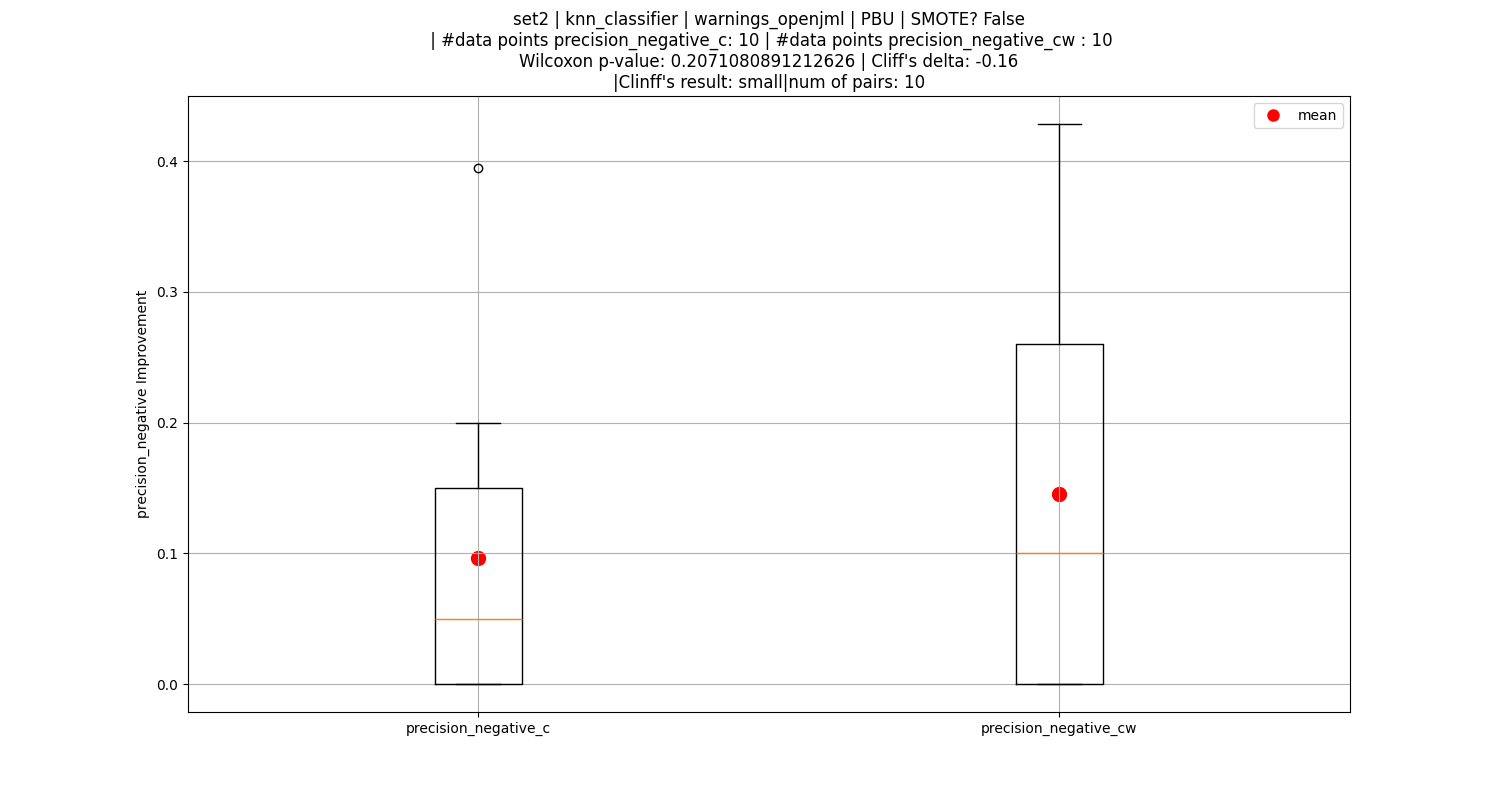 set2 | knn_classifier | warnings_openjml | PBU | SMOTE? False
| #data points precision_negative_c: 10 | #data points precision_negative_cw : 10
Wilcoxon p-value: 0.2071080891212626 | Cliff's delta: -0.16
|Clinff's result: small|num of pairs: 10
mean
precision_negative Improvement
0.4
0.3
0.2
0.1
0.0
precision_negative_c
precision_negative_cw